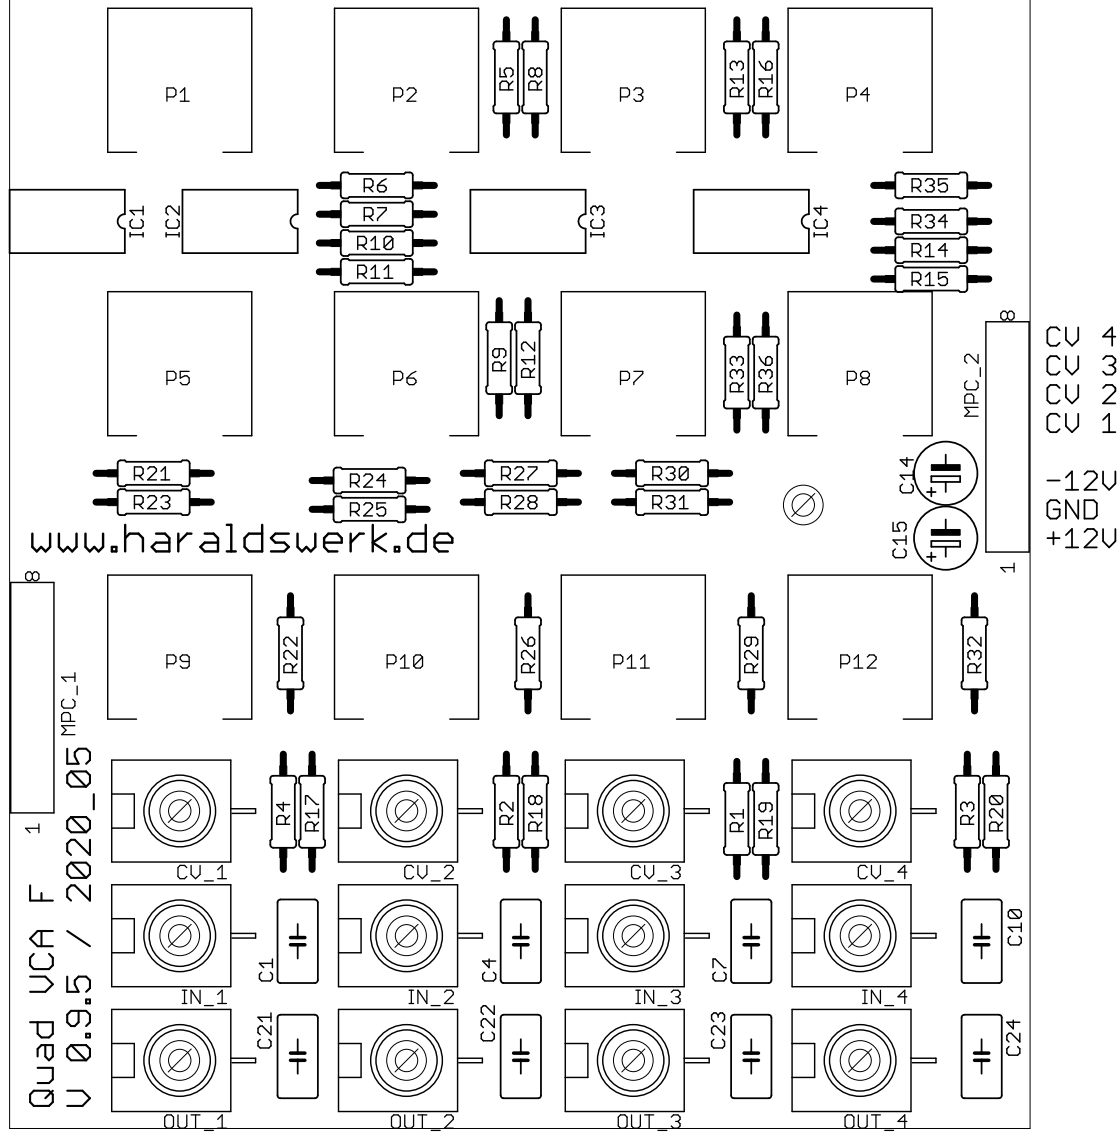 P1
P2
R5
R8
P3
R13
R16
P4
IC1
IC2
R6
R7
R10
R11
IC3
IC4
R35
R34
R14
R15
P5
P6
R9
R12
P7
R33
R36
P8
8
MPC_2
1
CV 4
CV 3
CV 2
CV 1
-12V
GND
+12V
R21
R23
R24
R25
R27
R28
R30
R31
C14
+
C15
+
www.haraldswerk.de
8
MPC_1
1
P9
R22
P10
R26
P11
R29
P12
R32
Quad VCA F
V 0.9.5 / 2020_05
CV_1
R4
R17
CV_2
R2
R18
CV_3
R1
R19
CV_4
R3
R20
IN_1
C1
IN_2
C4
IN_3
C7
IN_4
C10
OUT_1
C21
OUT_2
C22
OUT_3
C23
OUT_4
C24